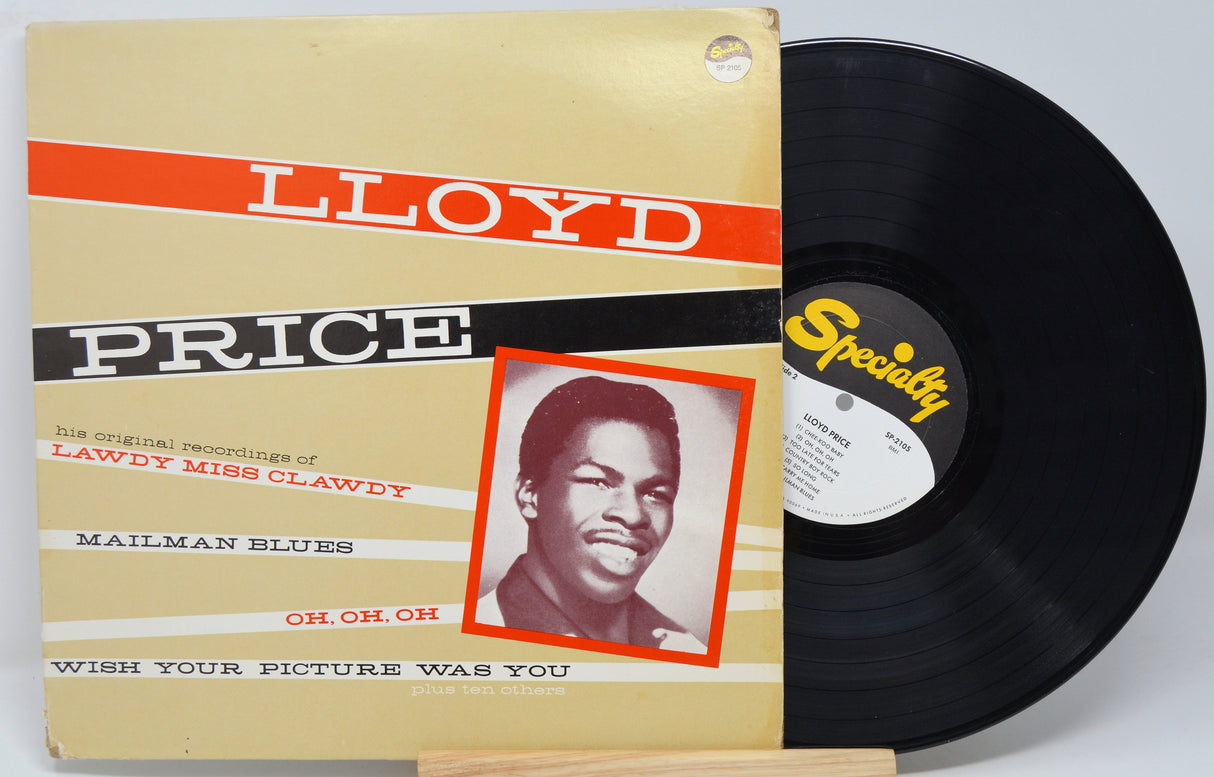 Specialty
SP 2105
LLOYD
PRICE
his original recordings of
LAWDY MISS CLAWDY
MAILMAN BLUES
OH, OH, OH
WISH YOUR PICTURE WAS YOU
plus ten others
Specialty
Side 2
LLOYD PRICE
SP-2105
BMI
(1) CHEE-KOO BABY
(2) OH, OH, OH
(3) TOO LATE FOR TEARS
COUNTRY BOY ROCK
(5) SO LONG
ME HOME
BLUES
• MADE IN U.S.A. • ALL RIGHTS RESERVED